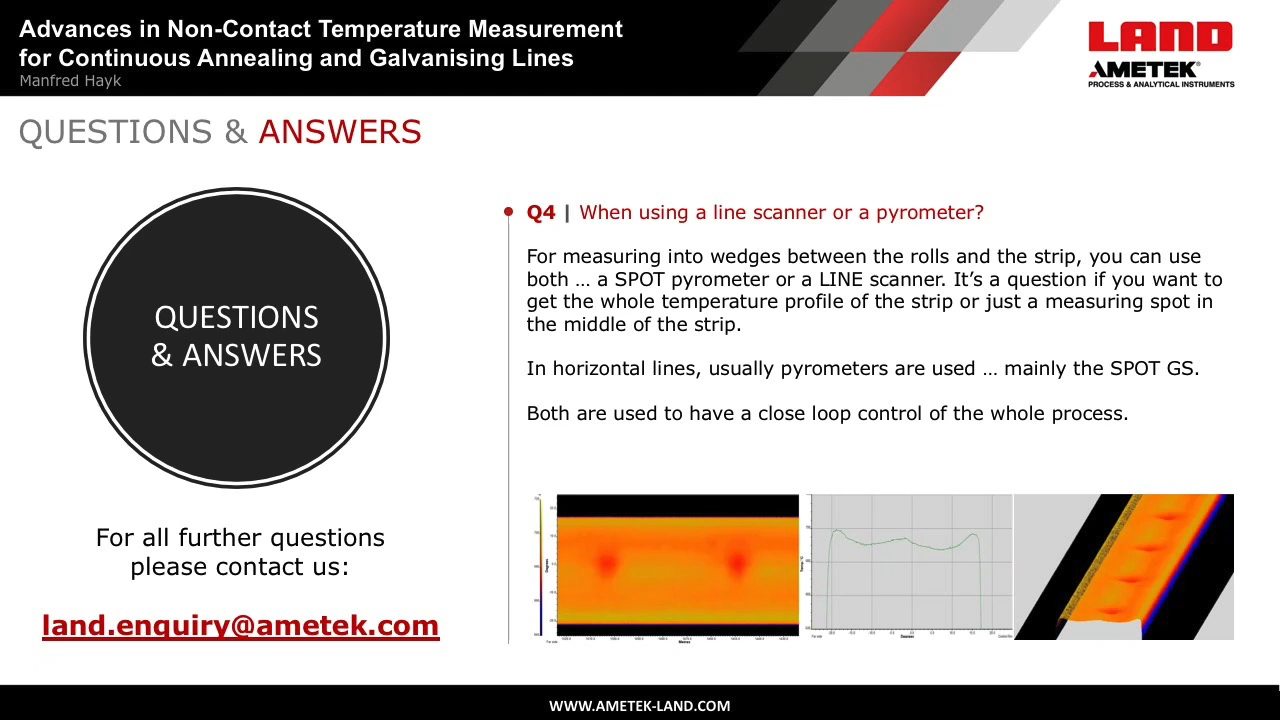 Advances in Non-Contact Temperature Measurement
for Continuous Annealing and Galvanising Lines
Manfred Hayk
LAND
AMETEK®
PROCESS & ANALYTICAL INSTRUMENTS
QUESTIONS & ANSWERS
QUESTIONS
& ANSWERS
For all further questions
please contact us:
land.enquiry@ametek.com
Q4 | When using a line scanner or a pyrometer?
For measuring into wedges between the rolls and the strip, you can use
both … a SPOT pyrometer or a LINE scanner. It’s a question if you want to
get the whole temperature profile of the strip or just a measuring spot in
the middle of the strip.
In horizontal lines, usually pyrometers are used … mainly the SPOT GS.
Both are used to have a close loop control of the whole process.
Degrees
Metres
Temp °C
Degrees
WWW.AMETEK-LAND.COM